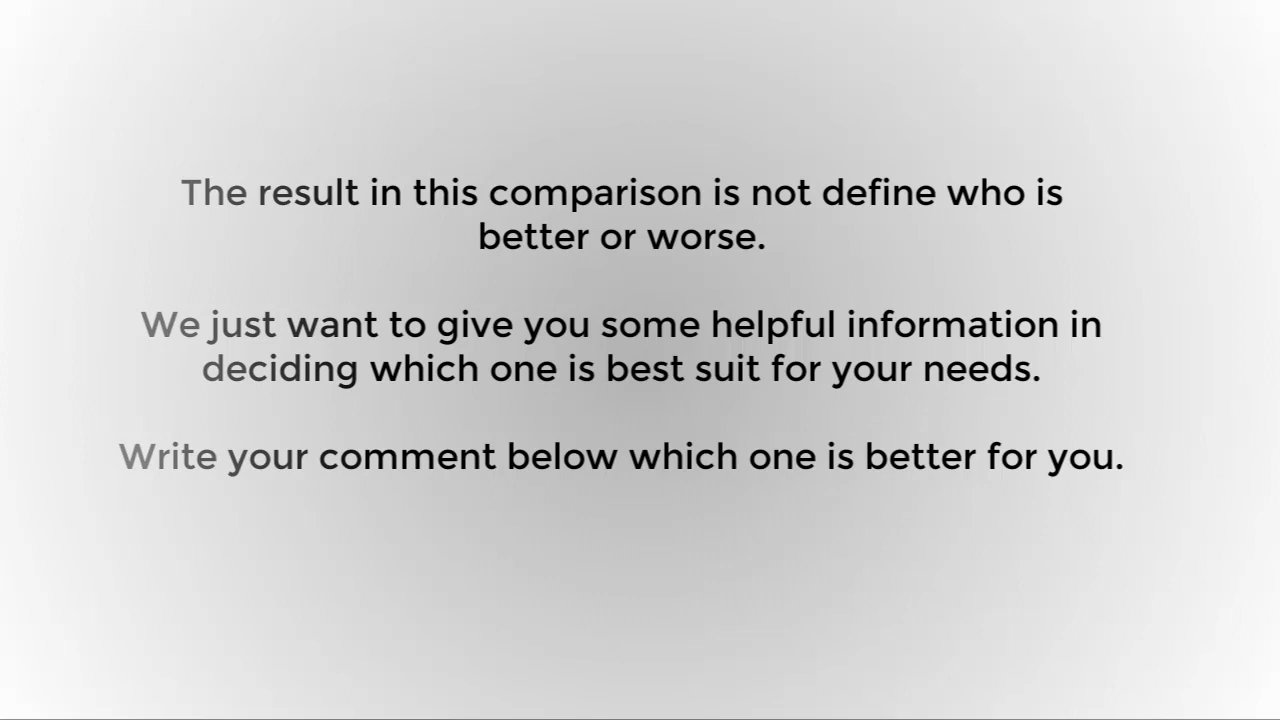 The result in this comparison is not define who is
better or worse.
We just want to give you some helpful information in
deciding which one is best suit for your needs.
Write your comment below which one is better for you.